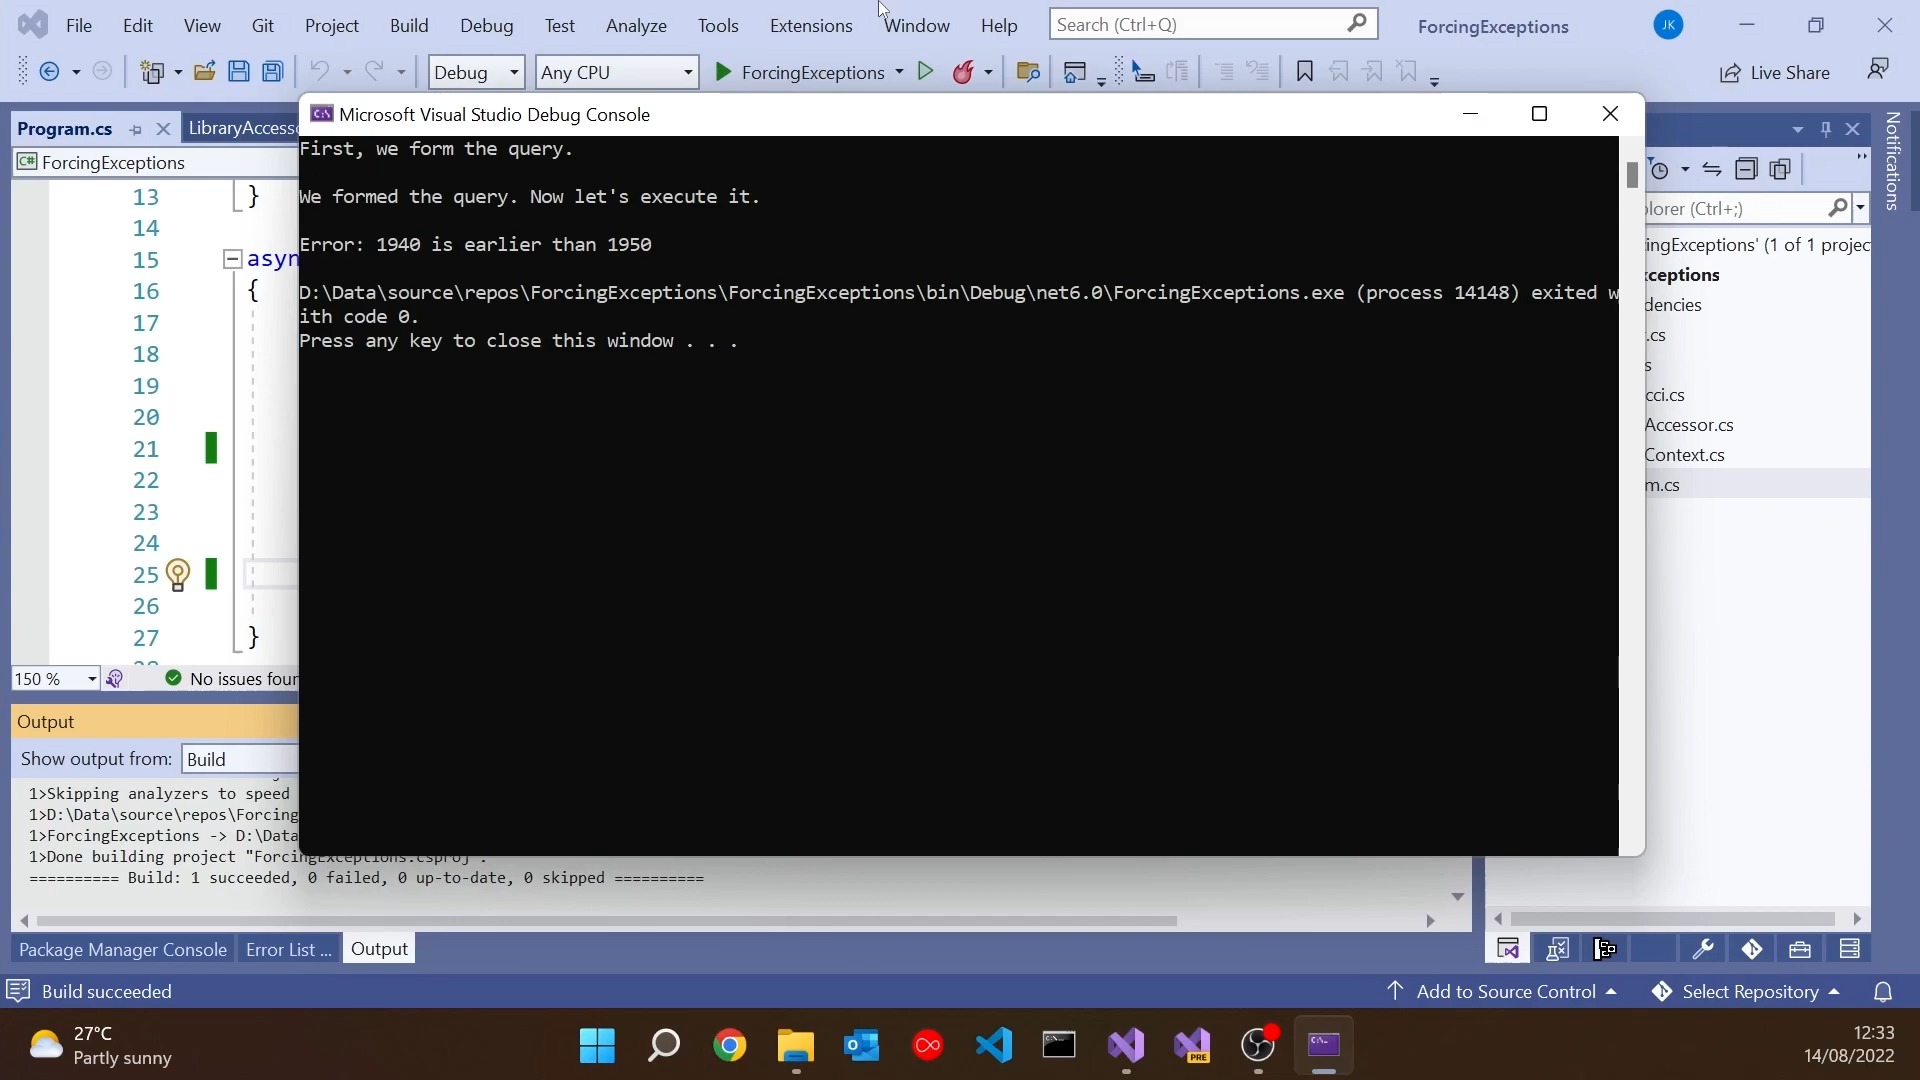 File Edit View Git Project Build Debug Test Analyze Tools Extensions Window Help Search (Ctrl+Q) ForcingExceptions JK
Debug Any CPU ForcingExceptions Live Share
Microsoft Visual Studio Debug Console
Program.cs LibraryAccesso
ForcingExceptions
Notifications
First, we form the query.
We formed the query. Now let's execute it.
Error: 1940 is earlier than 1950
D:\Data\source\repos\ForcingExceptions\ForcingExceptions\bin\Debug\net6.0\ForcingExceptions.exe (process 14148) exited w
ith code 0.
Press any key to close this window . . .
13 }
14
15 asyn
16 {
17
18
19
20
21
22
23
24
25
26
27 }
plorer (Ctrl+;)
ingExceptions' (1 of 1 projec
xceptions
dencies
.cs
s
cci.cs
Accessor.cs
Context.cs
m.cs
150 % No issues foun
Output
Show output from: Build
1>Skipping analyzers to speed
1>D:\Data\source\repos\Forcing
1>ForcingExceptions -> D:\Data
1>Done building project "ForcingExceptions.csproj".
========== Build: 1 succeeded, 0 failed, 0 up-to-date, 0 skipped ==========
Package Manager Console Error List ... Output
Build succeeded Add to Source Control Select Repository
27°C
Partly sunny
PRE
12:33
14/08/2022